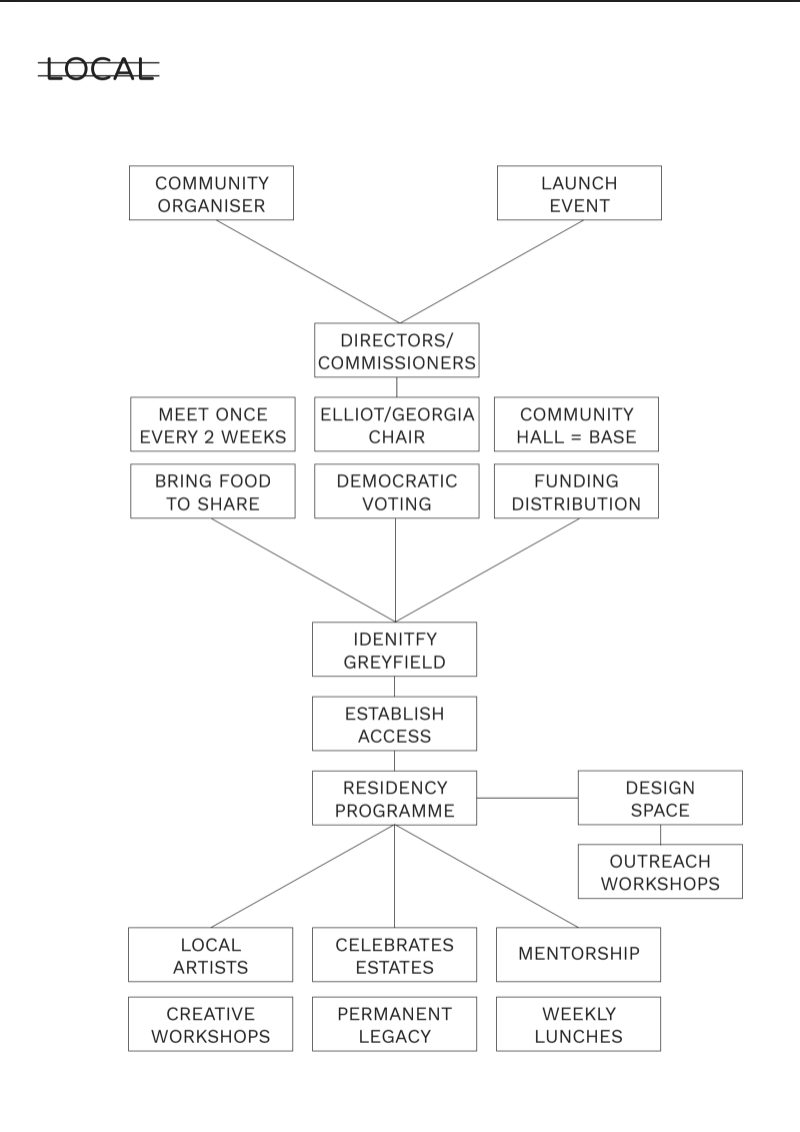 LOCAL
COMMUNITY
ORGANISER
LAUNCH
EVENT
DIRECTORS/
COMMISSIONERS
MEET ONCE
EVERY 2 WEEKS
ELLIOT/GEORGIA
CHAIR
COMMUNITY
HALL = BASE
BRING FOOD
TO SHARE
DEMOCRATIC
VOTING
FUNDING
DISTRIBUTION
IDENITFY
GREYFIELD
ESTABLISH
ACCESS
RESIDENCY
PROGRAMME
DESIGN
SPACE
OUTREACH
WORKSHOPS
LOCAL
ARTISTS
CELEBRATES
ESTATES
MENTORSHIP
CREATIVE
WORKSHOPS
PERMANENT
LEGACY
WEEKLY
LUNCHES